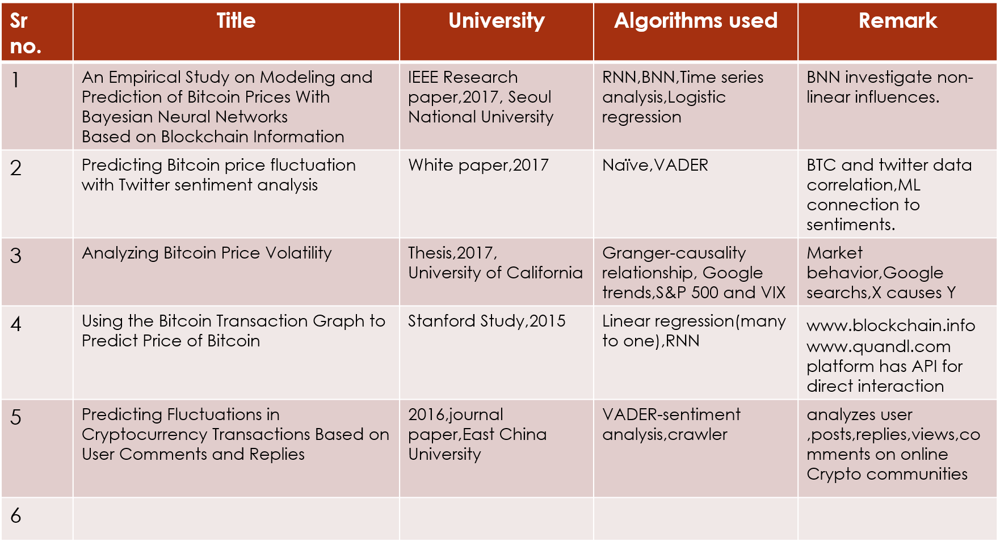 Sr
no.
Title
University
Algorithms used
Remark
1
An Empirical Study on Modeling and
Prediction of Bitcoin Prices With
Bayesian Neural Networks
Based on Blockchain Information
IEEE Research
paper,2017, Seoul
National University
RNN,BNN,Time series
analysis,Logistic
regression
BNN investigate non-
linear influences.
2
Predicting Bitcoin price fluctuation
with Twitter sentiment analysis
White paper,2017
Naïve,VADER
BTC and twitter data
correlation,ML
connection to
sentiments.
3
Analyzing Bitcoin Price Volatility
Thesis,2017,
University of California
Granger-causality
relationship, Google
trends,S&P 500 and VIX
Market
behavior,Google
searchs,X causes Y
4
Using the Bitcoin Transaction Graph to
Predict Price of Bitcoin
Stanford Study,2015
Linear regression(many
to one),RNN
www.blockchain.info
www.quandl.com
platform has API for
direct interaction
5
Predicting Fluctuations in
Cryptocurrency Transactions Based on
User Comments and Replies
2016,journal
paper,East China
University
VADER-sentiment
analysis,crawler
analyzes user
,posts,replies,views,co
mments on online
Crypto communities
6